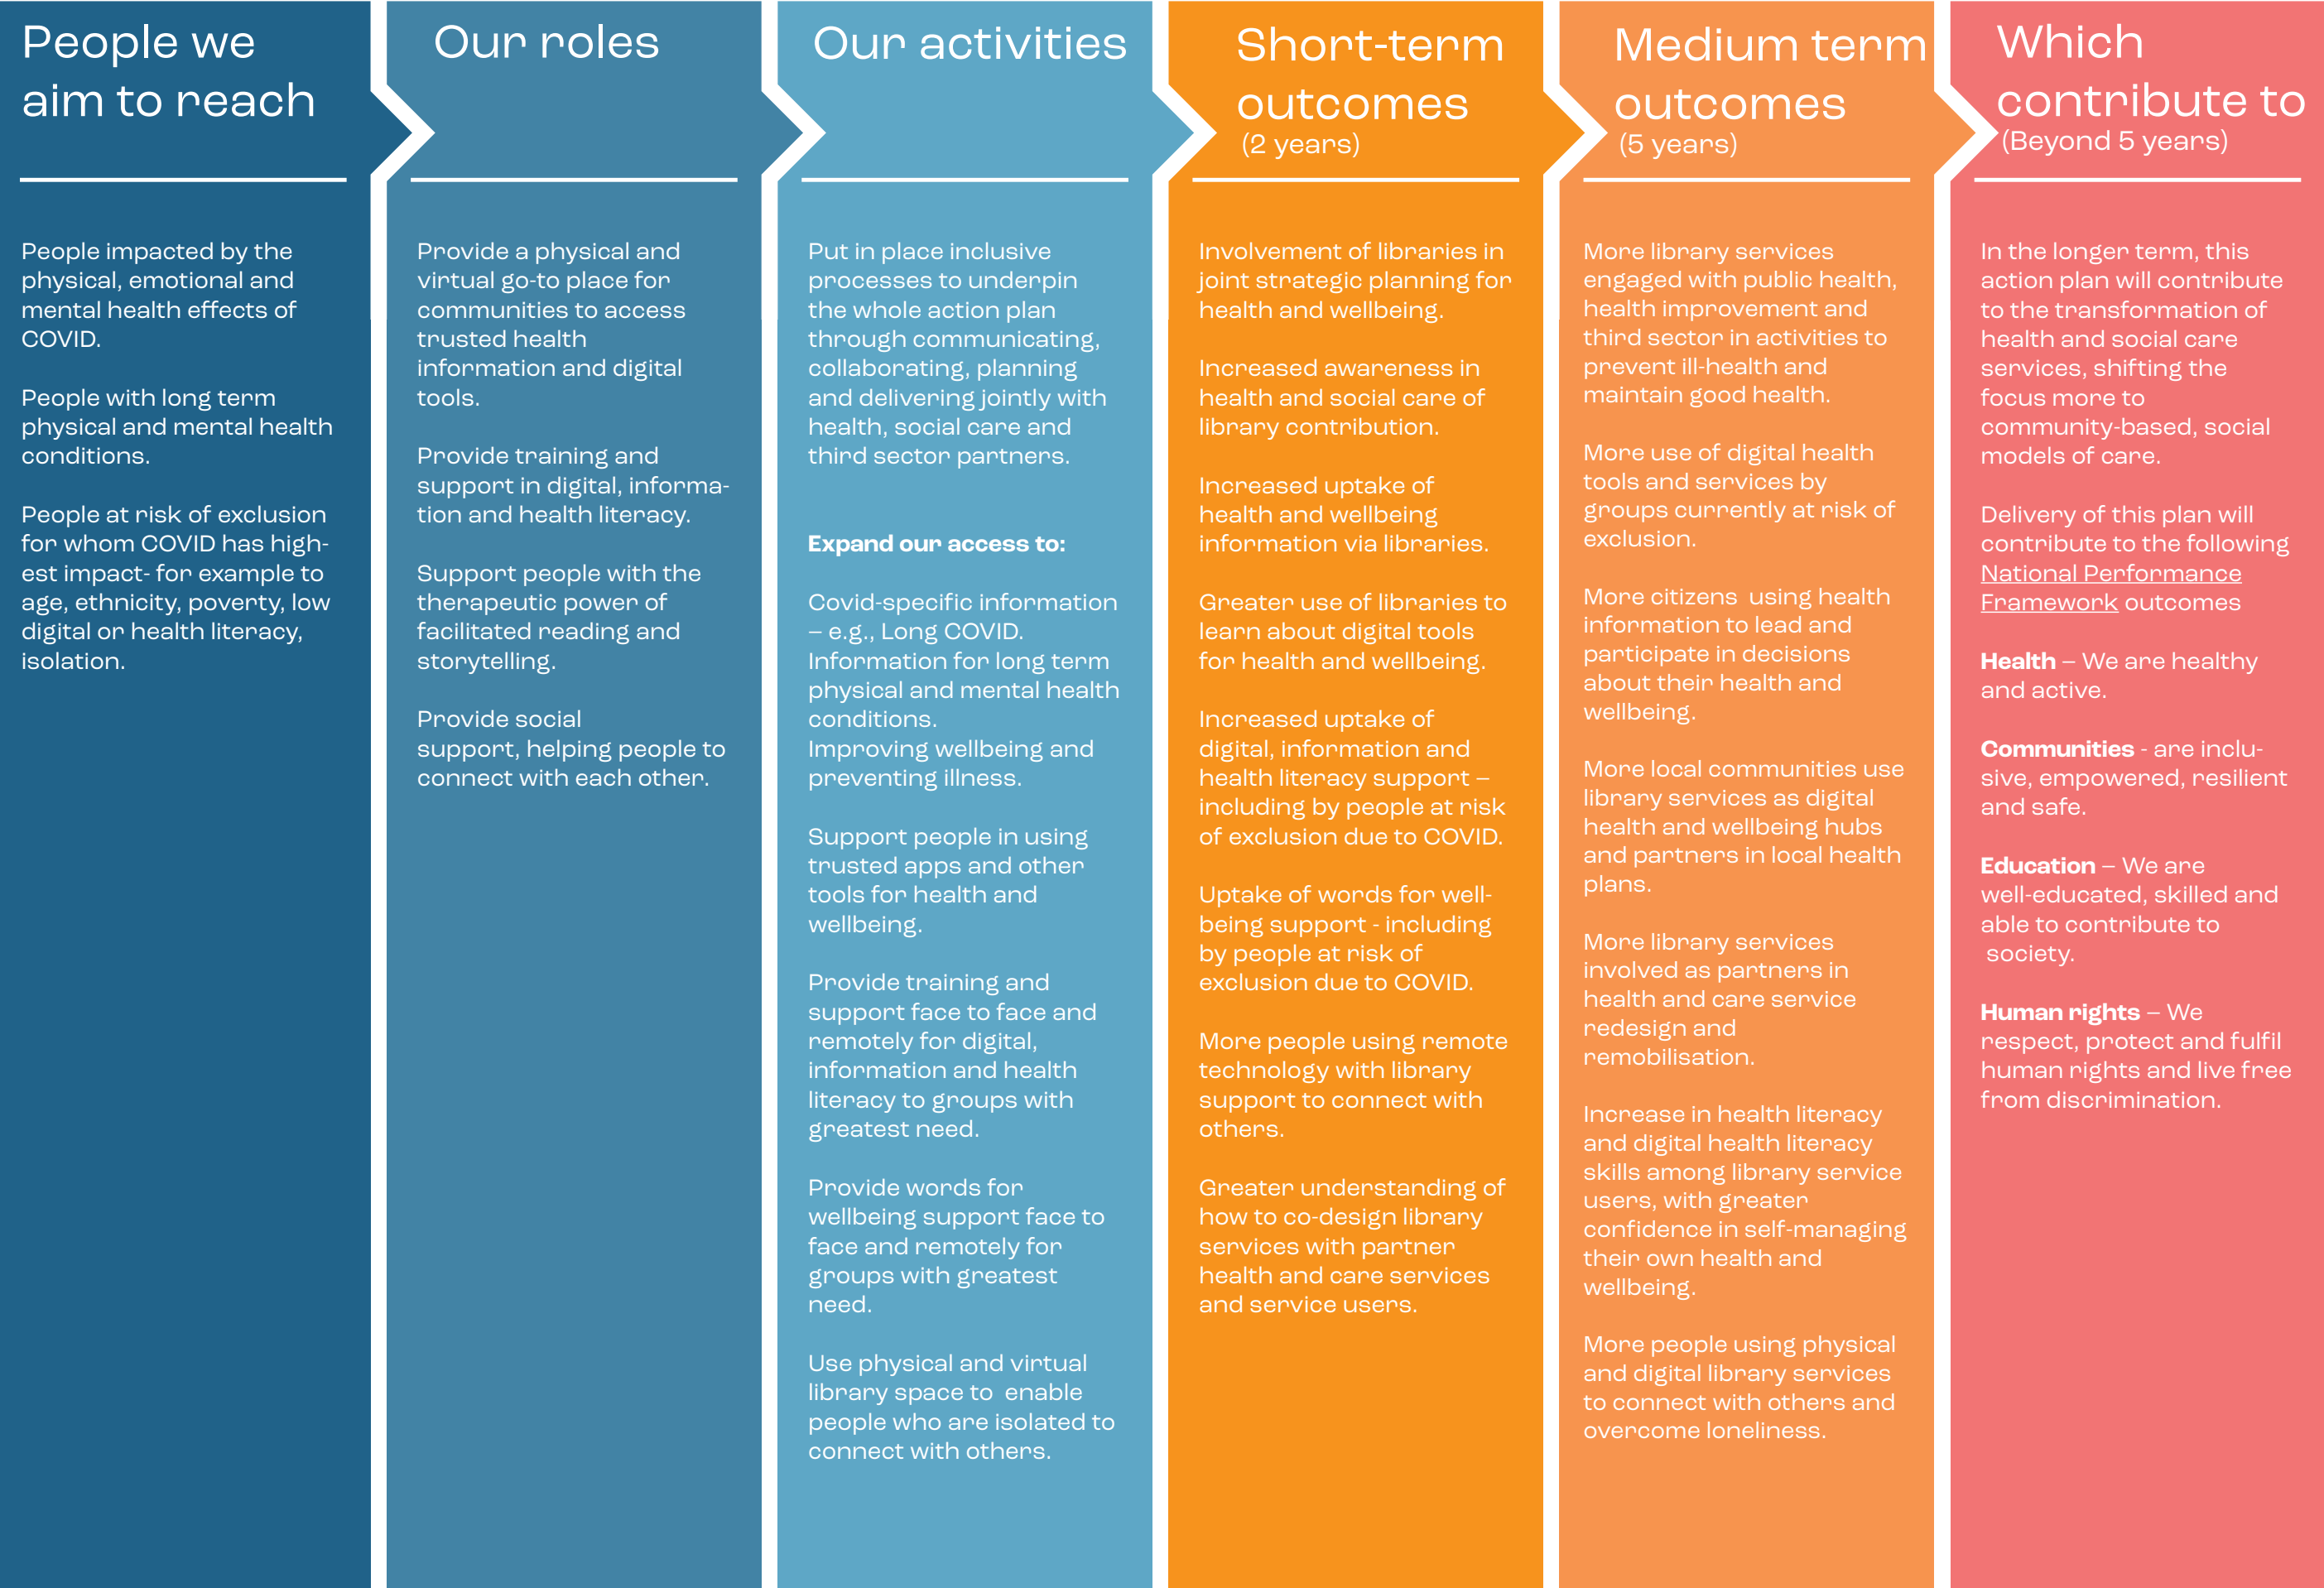 People we
aim to reach
People impacted by the
physical, emotional and
mental health effects of
COVID.
People with long term
physical and mental health
conditions.
People at risk of exclusion
for whom COVID has high-
est impact- for example to
age, ethnicity, poverty, low
digital or health literacy,
isolation.
Our roles
Provide a physical and
virtual go-to place for
communities to access
trusted health
information and digital
tools.
Provide training and
support in digital, informa-
tion and health literacy.
Support people with the
therapeutic power of
facilitated reading and
storytelling.
Provide social
support, helping people to
connect with each other.
Our activities
Put in place inclusive
processes to underpin
the whole action plan
through communicating,
collaborating, planning
and delivering jointly with
health, social care and
third sector partners.
Expand our access to:
Covid-specific information
– e.g., Long COVID.
Information for long term
physical and mental health
conditions.
Improving wellbeing and
preventing illness.
Support people in using
trusted apps and other
tools for health and
wellbeing.
Provide training and
support face to face and
remotely for digital,
information and health
literacy to groups with
greatest need.
Provide words for
wellbeing support face to
face and remotely for
groups with greatest
need.
Use physical and virtual
library space to  enable
people who are isolated to
connect with others.
Short-term
outcomes
(2 years)
Involvement of libraries in
joint strategic planning for
health and wellbeing.
Increased awareness in
health and social care of
library contribution.
Increased uptake of
health and wellbeing
information via libraries.
Greater use of libraries to
learn about digital tools
for health and wellbeing.
Increased uptake of
digital, information and
health literacy support –
including by people at risk
of exclusion due to COVID.
Uptake of words for well-
being support - including
by people at risk of
exclusion due to COVID.
More people using remote
technology with library
support to connect with
others.
Greater understanding of
how to co-design library
services with partner
health and care services
and service users.
Medium term
outcomes
(5 years)
More library services
engaged with public health,
health improvement and
third sector in activities to
prevent ill-health and
maintain good health.
More use of digital health
tools and services by
groups currently at risk of
exclusion.
More citizens  using health
information to lead and
participate in decisions
about their health and
wellbeing.
More local communities use
library services as digital
health and wellbeing hubs
and partners in local health
plans.
More library services
involved as partners in
health and care service
redesign and
remobilisation.
Increase in health literacy
and digital health literacy
skills among library service
users, with greater
confidence in self-managing
their own health and
wellbeing.
More people using physical
and digital library services
to connect with others and
overcome loneliness.
Which
contribute to
(Beyond 5 years)
In the longer term, this
action plan will contribute
to the transformation of
health and social care
services, shifting the
focus more to
community-based, social
models of care.
Delivery of this plan will
contribute to the following
National Performance
Framework outcomes
Health – We are healthy
and active.
Communities - are inclu-
sive, empowered, resilient
and safe.
Education – We are
well-educated, skilled and
able to contribute to
society.
Human rights – We
respect, protect and fulfil
human rights and live free
from discrimination.